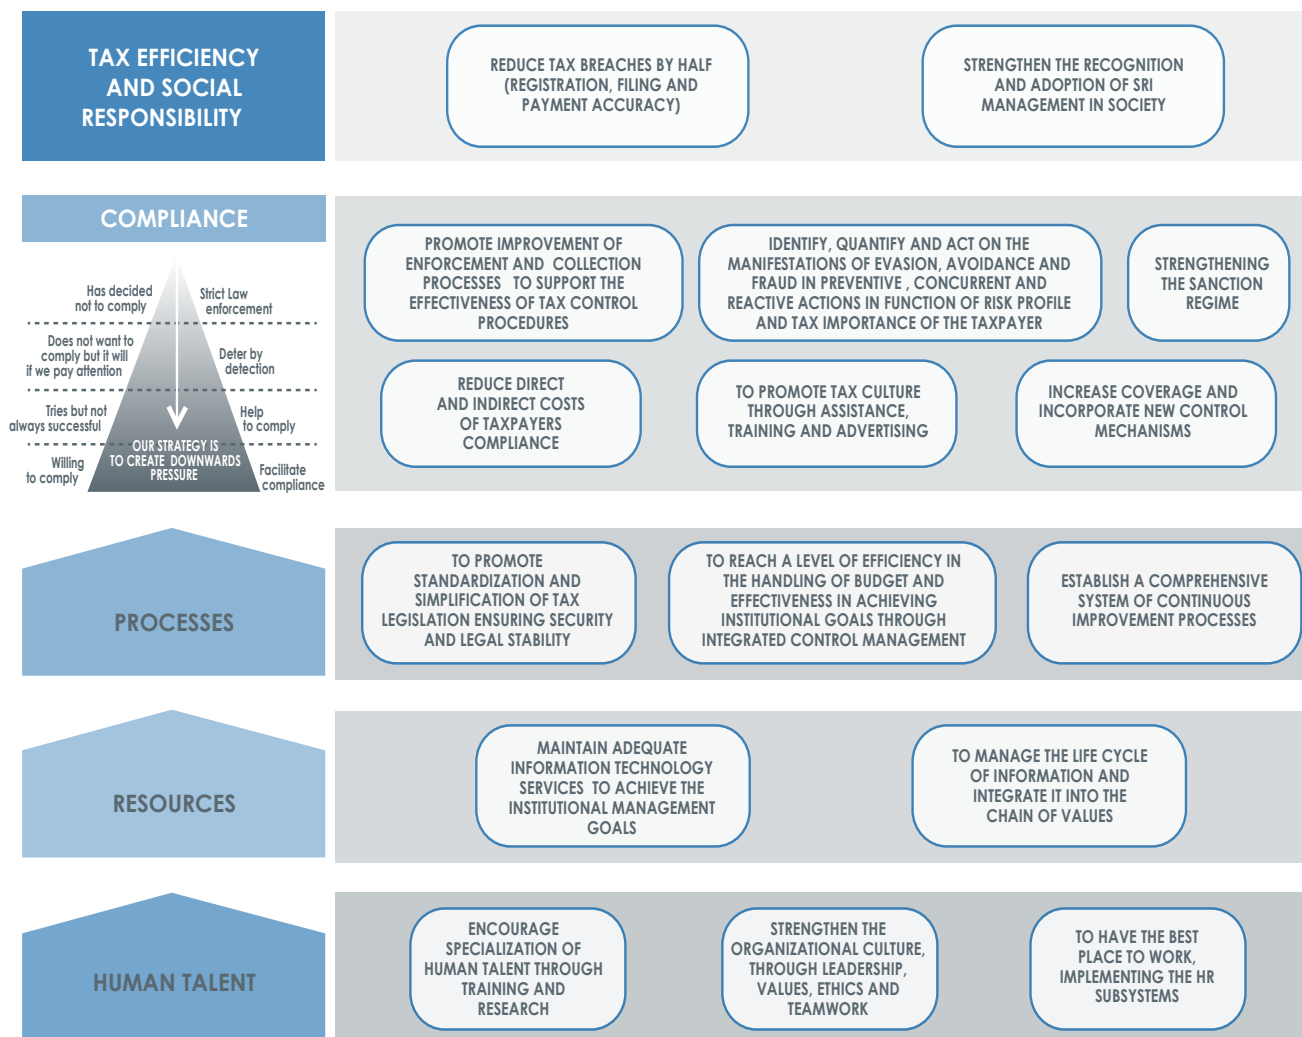 TAX EFFICIENCY
AND SOCIAL
RESPONSIBILITY
REDUCE TAX BREACHES BY HALF
(REGISTRATION, FILING AND
PAYMENT ACCURACY)
STRENGTHEN THE RECOGNITION
AND ADOPTION OF SRI
MANAGEMENT IN SOCIETY
COMPLIANCE
Has decided
not to comply
Strict Law
enforcement
Does not want to
comply but it will
if we pay attention
Deter by
detection
Tries but not
always successful
Help
to comply
Willing
to comply
OUR STRATEGY IS
TO CREATE DOWNWARDS
PRESSURE
Facilitate
compliance
PROMOTE IMPROVEMENT OF
ENFORCEMENT AND COLLECTION
PROCESSES TO SUPPORT THE
EFFECTIVENESS OF TAX CONTROL
PROCEDURES
IDENTIFY, QUANTIFY AND ACT ON THE
MANIFESTATIONS OF EVASION, AVOIDANCE AND
FRAUD IN PREVENTIVE , CONCURRENT AND
REACTIVE ACTIONS IN FUNCTION OF RISK PROFILE
AND TAX IMPORTANCE OF THE TAXPAYER
STRENGTHENING
THE SANCTION
REGIME
REDUCE DIRECT
AND INDIRECT COSTS
OF TAXPAYERS
COMPLIANCE
TO PROMOTE TAX CULTURE
THROUGH ASSISTANCE,
TRAINING AND ADVERTISING
INCREASE COVERAGE AND
INCORPORATE NEW CONTROL
MECHANISMS
PROCESSES
TO PROMOTE
STANDARDIZATION AND
SIMPLIFICATION OF TAX
LEGISLATION ENSURING SECURITY
AND LEGAL STABILITY
TO REACH A LEVEL OF EFFICIENCY IN
THE HANDLING OF BUDGET AND
EFFECTIVENESS IN ACHIEVING
INSTITUTIONAL GOALS THROUGH
INTEGRATED CONTROL MANAGEMENT
ESTABLISH A COMPREHENSIVE
SYSTEM OF CONTINUOUS
IMPROVEMENT PROCESSES
RESOURCES
MAINTAIN ADEQUATE
INFORMATION TECHNOLOGY
SERVICES TO ACHIEVE THE
INSTITUTIONAL MANAGEMENT
GOALS
TO MANAGE THE LIFE CYCLE
OF INFORMATION AND
INTEGRATE IT INTO THE
CHAIN OF VALUES
HUMAN TALENT
ENCOURAGE
SPECIALIZATION OF
HUMAN TALENT THROUGH
TRAINING AND
RESEARCH
STRENGTHEN THE
ORGANIZATIONAL CULTURE,
THROUGH LEADERSHIP,
VALUES, ETHICS AND
TEAMWORK
TO HAVE THE BEST
PLACE TO WORK,
IMPLEMENTING THE HR
SUBSYSTEMS